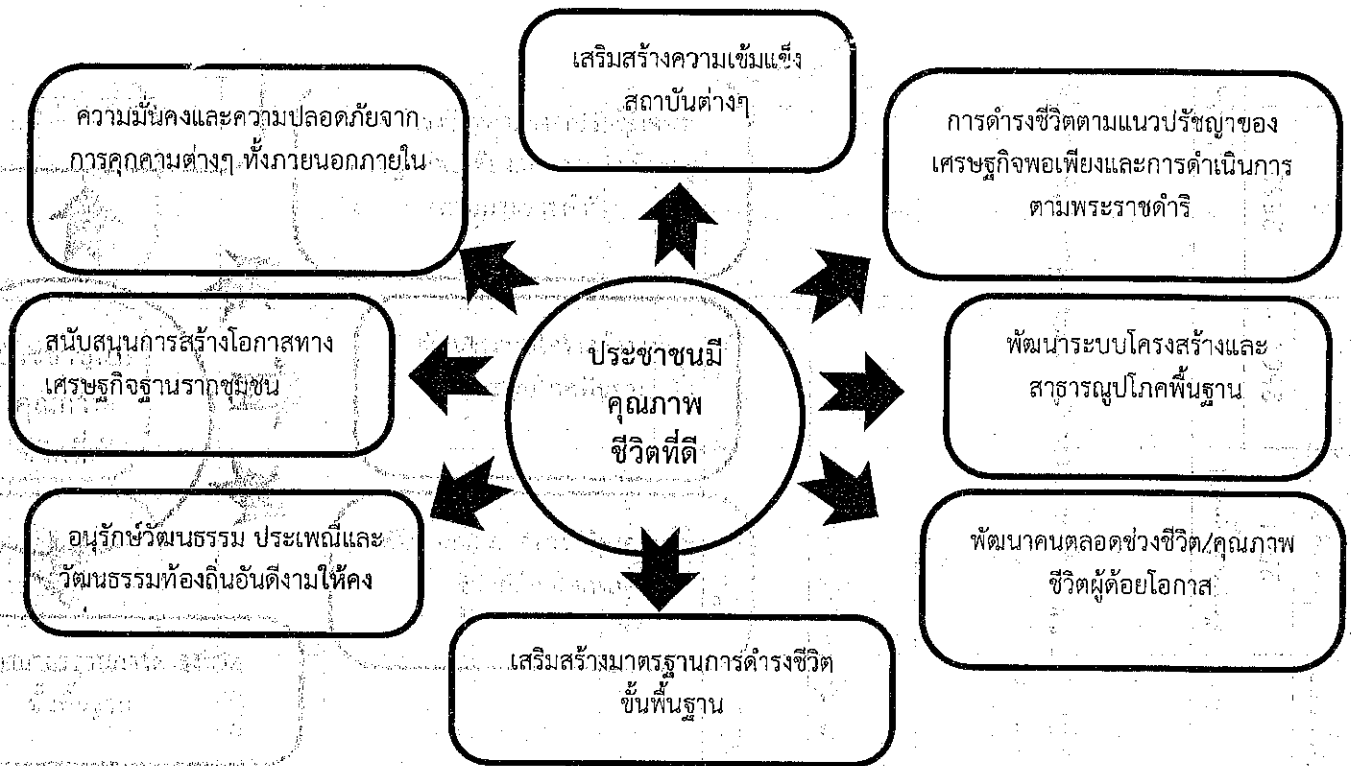 เสริมสร้างความเข้มแข็ง
สถาบันต่างๆ
ความมั่นคงและความปลอดภัยจาก
การคุกคามต่างๆ ทั้งภายนอกภายใน
การดำรงชีวิตตามแนวปรัชญาของ
เศรษฐกิจพอเพียงและการดำเนินการ
ตามพระราชดำริ
สนับสนุนการสร้างโอกาสทาง
เศรษฐกิจฐานรากชุมชน
ประชาชนมี
คุณภาพ
ชีวิตที่ดี
พัฒนาระบบโครงสร้างและ
สาธารณูปโภคพื้นฐาน
อนุรักษ์วัฒนธรรม ประเพณีและ
วัฒนธรรมท้องถิ่นอันดีงามให้คง
พัฒนาคนตลอดช่วงชีวิต/คุณภาพ
ชีวิตผู้ด้อยโอกาส
เสริมสร้างมาตรฐานการดำรงชีวิต
ขั้นพื้นฐาน